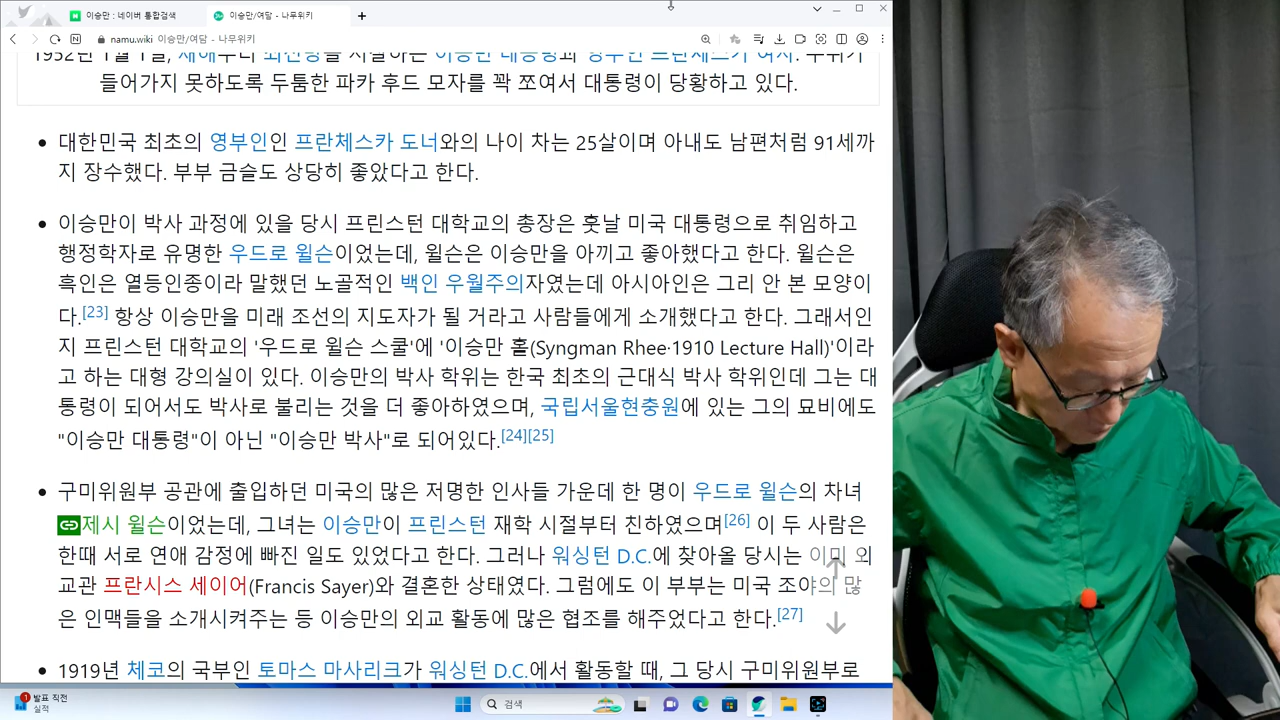 이승만 : 네이버 통합검색
이승만/여담 - 나무위키
namu.wiki 이승만/여담 - 나무위키
들어가지 못하도록 두툼한 파카 후드 모자를 꽉 쪼여서 대통령이 당황하고 있다.
대한민국 최초의 영부인인 프란체스카 도너와의 나이 차는 25살이며 아내도 남편처럼 91세까
지 장수했다. 부부 금슬도 상당히 좋았다고 한다.
이승만이 박사 과정에 있을 당시 프린스턴 대학교의 총장은 훗날 미국 대통령으로 취임하고
행정학자로 유명한 우드로 윌슨이었는데, 윌슨은 이승만을 아끼고 좋아했다고 한다. 윌슨은
흑인은 열등인종이라 말했던 노골적인 백인 우월주의자였는데 아시아인은 그리 안 본 모양이
다.[23] 항상 이승만을 미래 조선의 지도자가 될 거라고 사람들에게 소개했다고 한다. 그래서인
지 프린스턴 대학교의 '우드로 윌슨 스쿨'에 '이승만 홀(Syngman Rhee·1910 Lecture Hall)'이라
고 하는 대형 강의실이 있다. 이승만의 박사 학위는 한국 최초의 근대식 박사 학위인데 그는 대
통령이 되어서도 박사로 불리는 것을 더 좋아하였으며, 국립서울현충원에 있는 그의 묘비에도
"이승만 대통령"이 아닌 "이승만 박사"로 되어있다.[24][25]
구미위원부 공관에 출입하던 미국의 많은 저명한 인사들 가운데 한 명이 우드로 윌슨의 차녀
제시 윌슨이었는데, 그녀는 이승만이 프린스턴 재학 시절부터 친하였으며[26] 이 두 사람은
한때 서로 연애 감정에 빠진 일도 있었다고 한다. 그러나 워싱턴 D.C.에 찾아올 당시는 이미 외
교관 프란시스 세이어(Francis Sayer)와 결혼한 상태였다. 그럼에도 이 부부는 미국 조야의 많
은 인맥들을 소개시켜주는 등 이승만의 외교 활동에 많은 협조를 해주었다고 한다.[27]
1919년 체코의 국부인 토마스 마사리크가 워싱턴 D.C.에서 활동할 때, 그 당시 구미위원부로
1
발표 직전
실적
검색